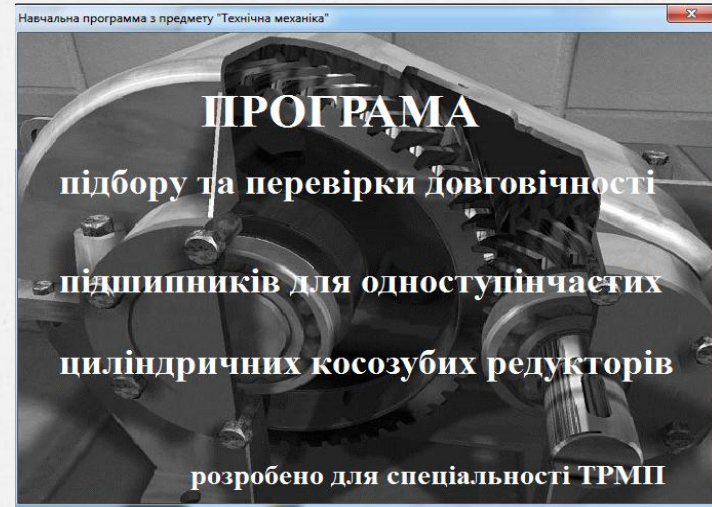 Навчальна программа з предмету "Технічна механіка"
ПРОГРАМА
підбору та перевірки довговічності
підшипників для одноступінчастих
циліндричних косозубих редукторів
розробено для спеціальності ТРМП